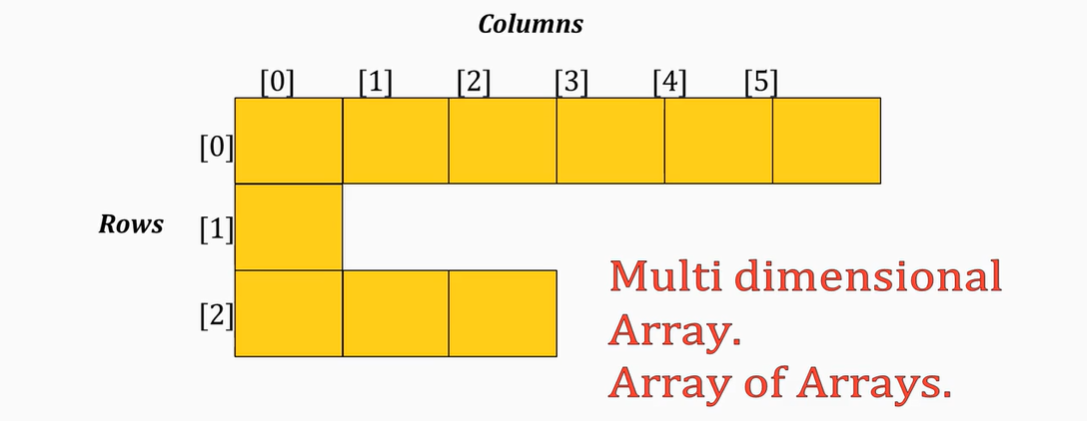 Columns
[0] [1] [2] [3] [4] [5]
[0]
Rows [1]
[2]
Multi dimensional
Array.
Array of Arrays.